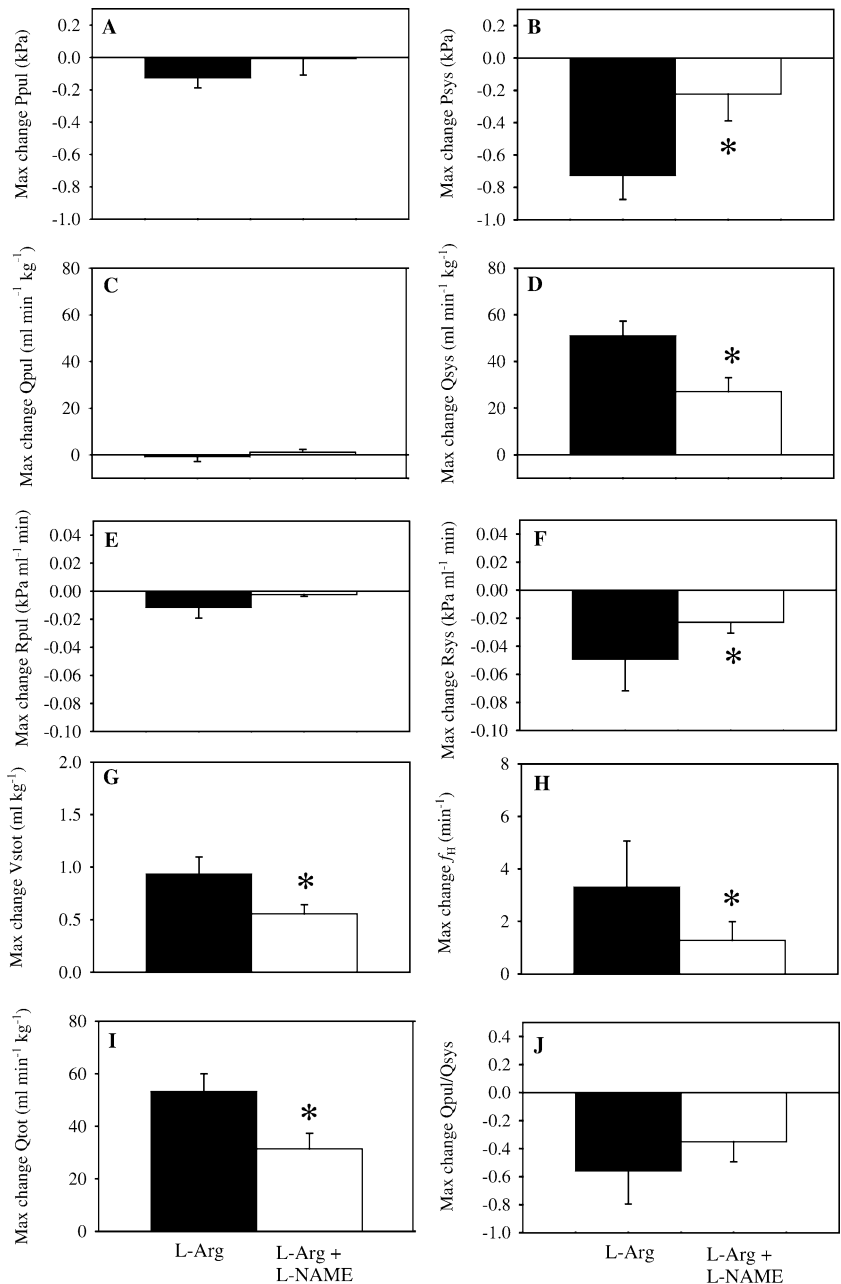 A
Max change Ppul (kPa)
0.2
0.0
-0.2
-0.4
-0.6
-0.8
-1.0
B
Max change Psys (kPa)
0.2
0.0
-0.2
-0.4
-0.6
-0.8
-1.0
*
C
Max change Qpul (ml min-1 kg-1)
80
60
40
20
0
D
Max change Qsys (ml min-1 kg-1)
80
60
40
20
0
*
E
Max change Rpul (kPa ml-1 min)
0.04
0.02
0.00
-0.02
-0.04
-0.06
-0.08
-0.10
F
Max change Rsys (kPa ml-1 min)
0.04
0.02
0.00
-0.02
-0.04
-0.06
-0.08
-0.10
*
G
Max change Vstot (ml kg-1)
2.0
1.5
1.0
0.5
0.0
*
H
Max change fH (min-1)
8
6
4
2
0
*
I
Max change Qtot (ml min-1 kg-1)
80
60
40
20
0
*
L-Arg
L-Arg +
L-NAME
J
Max change Qpul/Qsys
0.4
0.2
0.0
-0.2
-0.4
-0.6
-0.8
-1.0
L-Arg
L-Arg +
L-NAME